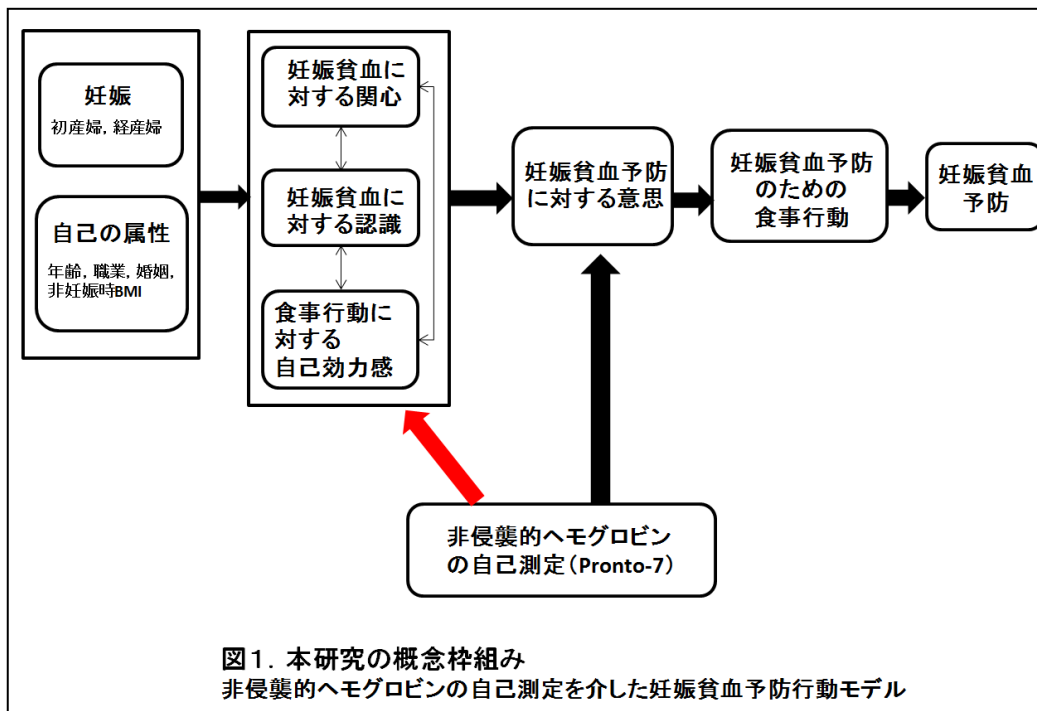 妊娠
初産婦, 経産婦
自己の属性
年齢, 職業, 婚姻,
非妊娠時BMI
妊娠貧血に
対する関心
妊娠貧血に
対する認識
食事行動に
対する
自己効力感
妊娠貧血予防
に対する意思
妊娠貧血予防
のための
食事行動
妊娠貧血
予防
非侵襲的ヘモグロビン
の自己測定（Pronto-7）
図１. 本研究の概念枠組み
非侵襲的ヘモグロビンの自己測定を介した妊娠貧血予防行動モデル